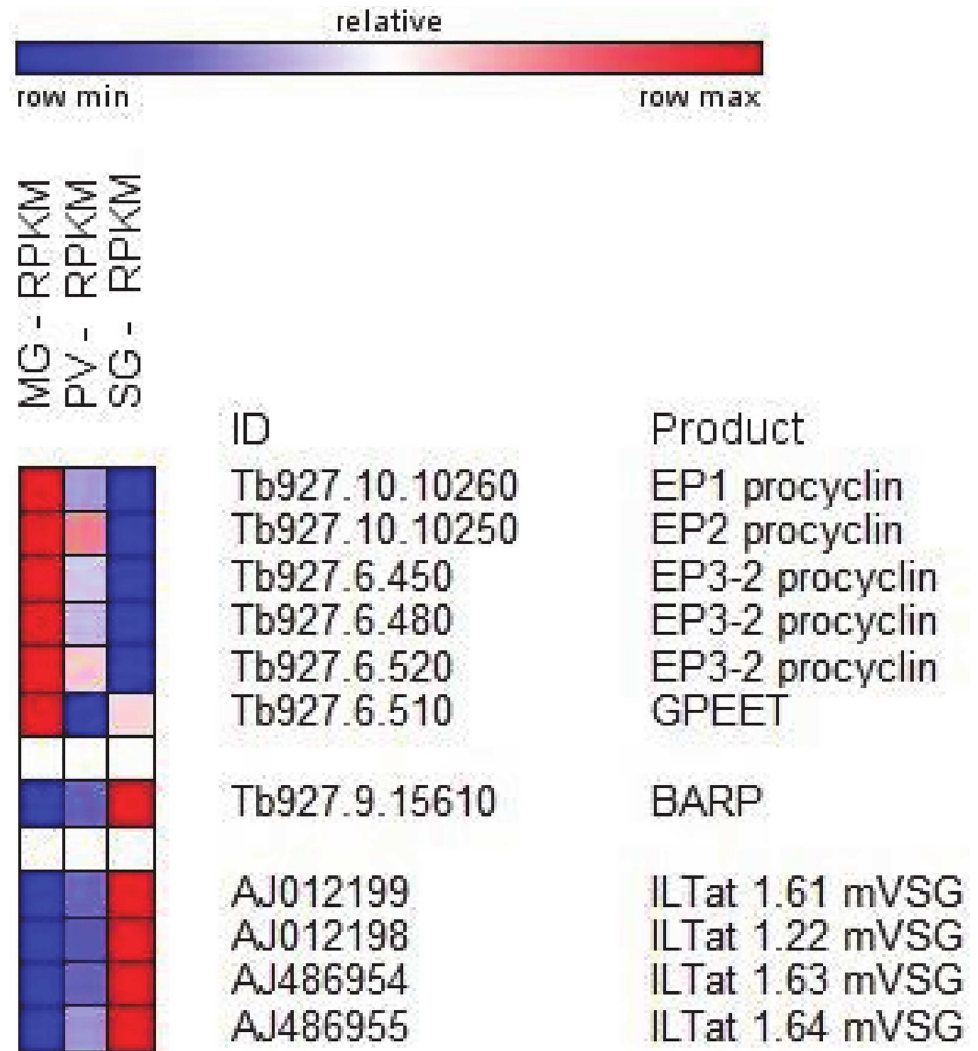 relative
row min row max
MG - RPKM
PV - RPKM
SG - RPKM
ID Product
Tb927.10.10260 EP1 procyclin
Tb927.10.10250 EP2 procyclin
Tb927.6.450 EP3-2 procyclin
Tb927.6.480 EP3-2 procyclin
Tb927.6.520 EP3-2 procyclin
Tb927.6.510 GPEET
Tb927.9.15610 BARP
AJ012199 ILTat 1.61 mVSG
AJ012198 ILTat 1.22 mVSG
AJ486954 ILTat 1.63 mVSG
AJ486955 ILTat 1.64 mVSG